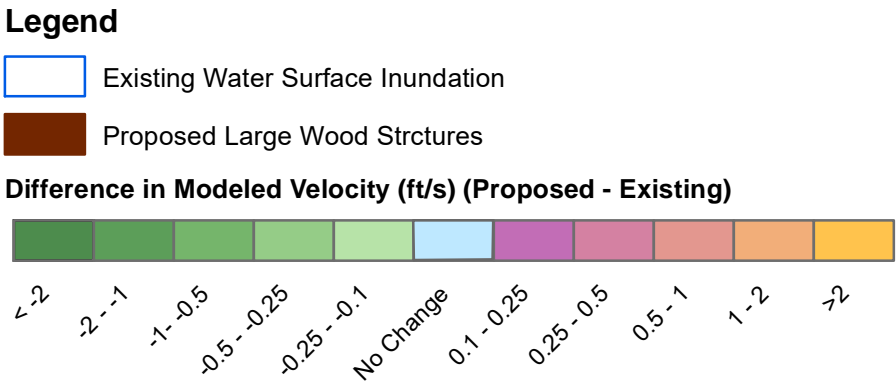 Legend
Existing Water Surface Inundation
Proposed Large Wood Strctures
Difference in Modeled Velocity (ft/s) (Proposed - Existing)
< -2
-2 - -1
-1- -0.5
-0.5 - -0.25
-0.25 - -0.1
No Change
0.1 - 0.25
0.25 - 0.5
0.5 - 1
1 - 2
>2